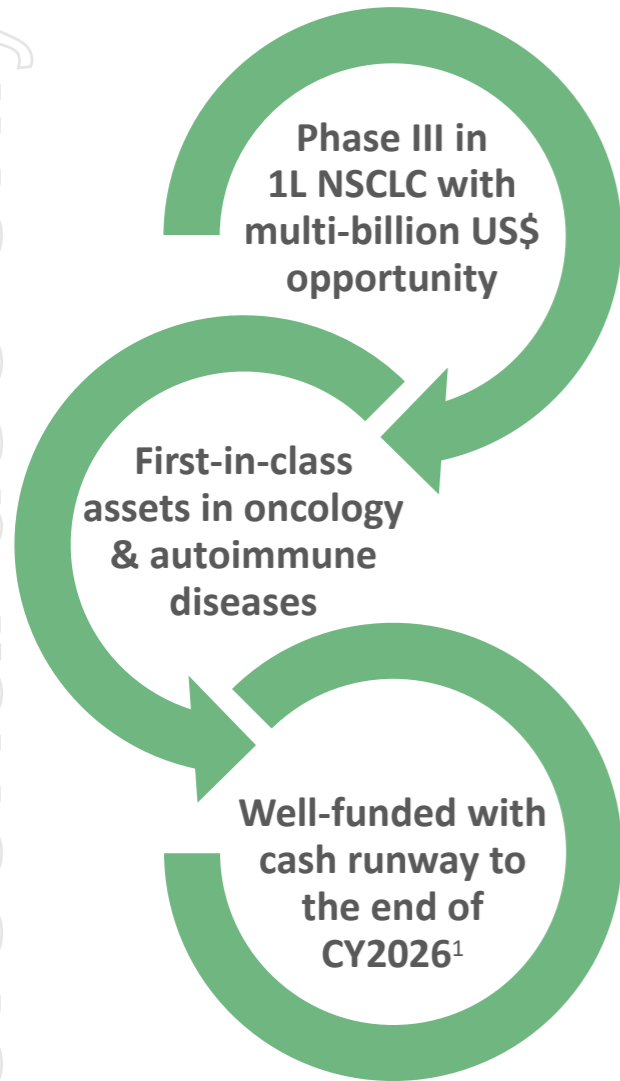 Phase III in
1L NSCLC with
multi-billion US$
opportunity
First-in-class
assets in oncology
& autoimmune
diseases
Well-funded with
cash runway to
the end of
CY2026¹